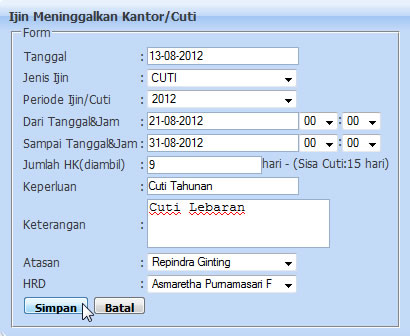 Ijin Meninggalkan Kantor/Cuti
Form
Tanggal : 13-08-2012
Jenis Ijin : CUTI
Periode Ijin/Cuti : 2012
Dari Tanggal&Jam : 21-08-2012 00 : 00
Sampai Tanggal&Jam : 31-08-2012 00 : 00
Jumlah HK(diambil) : 9 hari - (Sisa Cuti:15 hari)
Keperluan : Cuti Tahunan
Keterangan : Cuti Lebaran
Atasan : Repindra Ginting
HRD : Asmaretha Purnamasari F
Simpan Batal